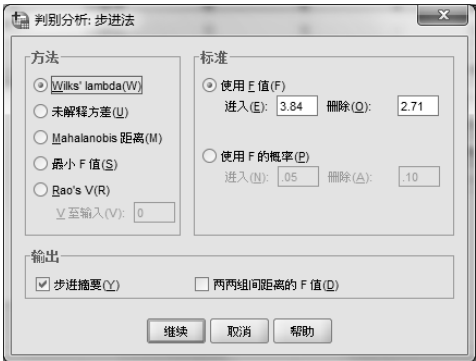 判别分析: 步进法
方法
Wilks' lambda(W)
未解释方差(U)
Mahalanobis 距离(M)
最小 F 值(S)
Rao's V(R)
V 至输入(V): 0
标准
使用 F 值(F)
进入(E): 3.84 删除(O): 2.71
使用 F 的概率(P)
进入(N): .05 删除(A): .10
输出
步进摘要(Y) 两两组间距离的 F 值(D)
继续 取消 帮助